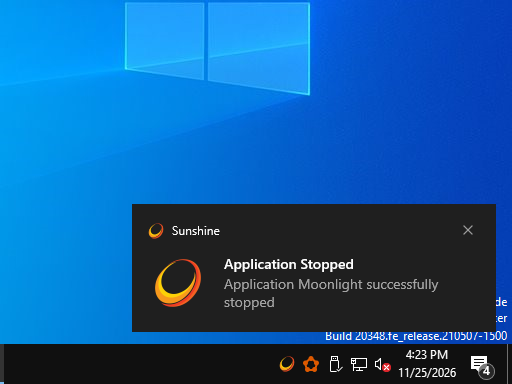 Sunshine
Application Stopped
Application Moonlight successfully
stopped
Build 20348.fe_release.210507-1500
4:23 PM
11/25/2026
4